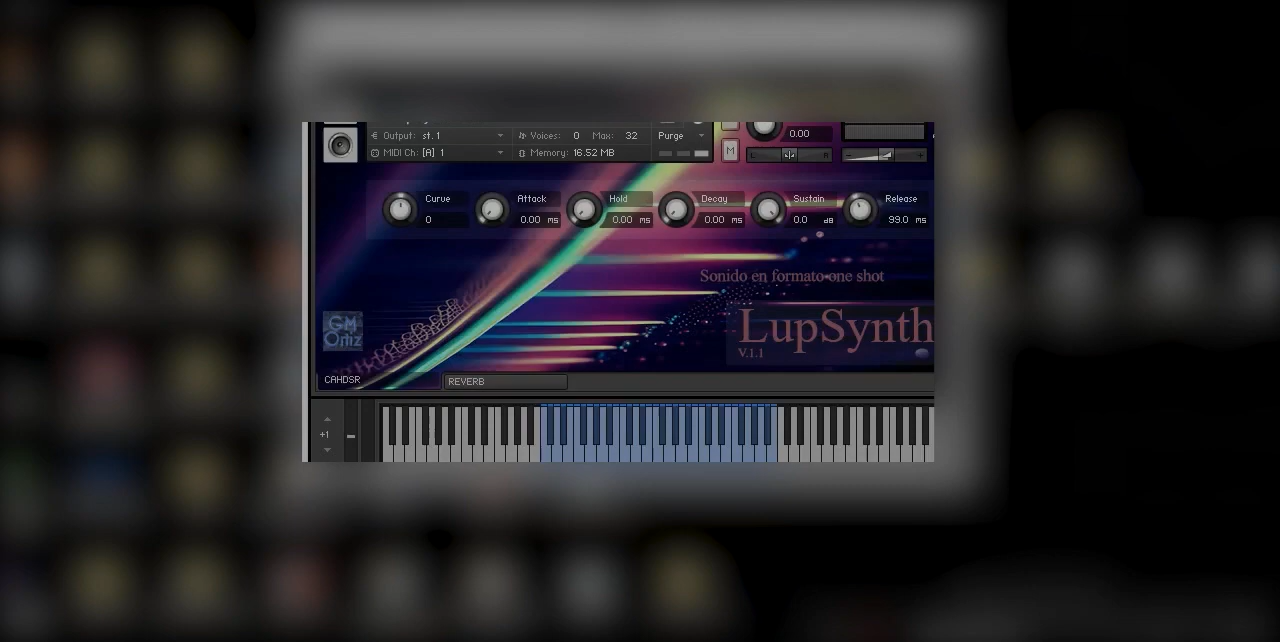 Output: st. 1
Voices: 0 Max: 32
Purge
0.00
MIDI Ch: [A] 1
Memory: 16.52 MB
M
L R
- +
Curve Attack Hold Decay Sustain Release
0 0.00 ms 0.00 ms 0.00 ms 0.0 dB 99.0 ms
Sonido en formato one shot
LupSynth
V.1.1
GM
Ortiz
CAHDSR
REVERB
+1